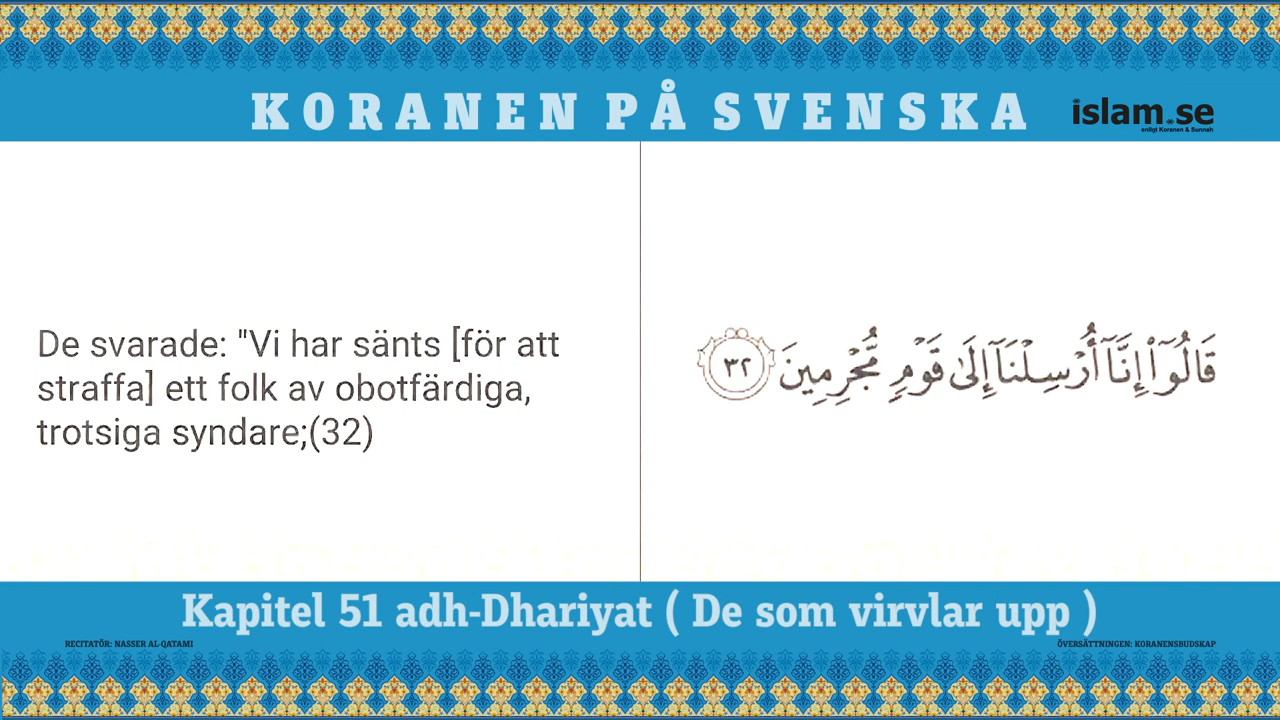 KORANEN PÅ SVENSKA
islam.se
enligt Koranen & Sunnah
De svarade: "Vi har sänts [för att
straffa] ett folk av obotfärdiga,
trotsiga syndare;(32)
قَالُوٓا۟ إِنَّآ أُرْسِلْنَآ إِلَىٰ قَوْمٍ مُّجْرِمِينَ ٣٢
Kapitel 51 adh-Dhariyat ( De som virvlar upp )
RECITATÖR: NASSER AL-QATAMI
ÖVERSÄTTNINGEN: KORANENSBUDSKAP